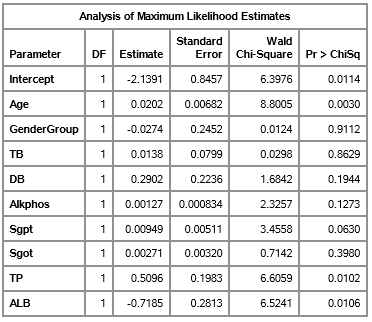 Analysis of Maximum Likelihood Estimates
Parameter DF Estimate Standard Error Wald Chi-Square Pr > ChiSq
Intercept 1 -2.1391 0.8457 6.3976 0.0114
Age 1 0.0202 0.00682 8.8005 0.0030
GenderGroup 1 -0.0274 0.2452 0.0124 0.9112
TB 1 0.0138 0.0799 0.0298 0.8629
DB 1 0.2902 0.2236 1.6842 0.1944
Alkphos 1 0.00127 0.000834 2.3257 0.1273
Sgpt 1 0.00949 0.00511 3.4558 0.0630
Sgot 1 0.00271 0.00320 0.7142 0.3980
TP 1 0.5096 0.1983 6.6059 0.0102
ALB 1 -0.7185 0.2813 6.5241 0.0106